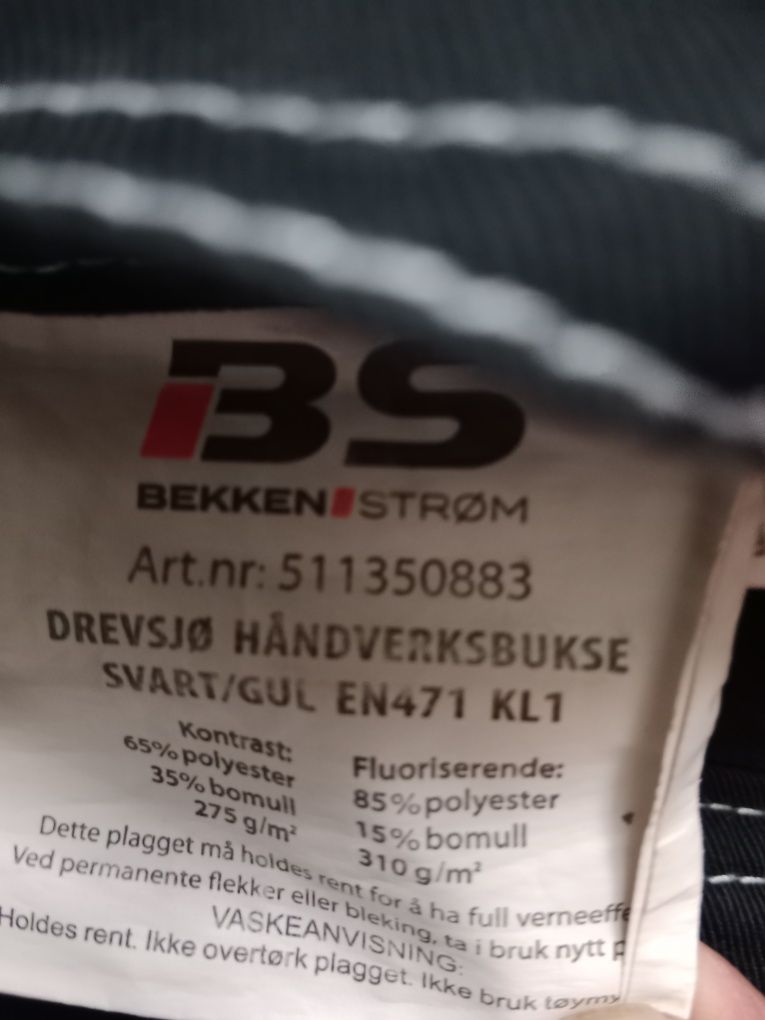 BS
BEKKEN STRØM
Art.nr: 511350883
DREVSJØ HÅNDVERKSBUKSE
SVART/GUL EN471 KL1
Kontrast:
65% polyester
35% bomull
275 g/m²
Fluoriserende:
85% polyester
15% bomull
310 g/m²
Dette plagget må holdes rent for å ha full verneeffe
Ved permanente flekker eller bleking, ta i bruk nytt p
VASKEANVISNING:
Holdes rent. Ikke overtørk plagget. Ikke bruk tøymy